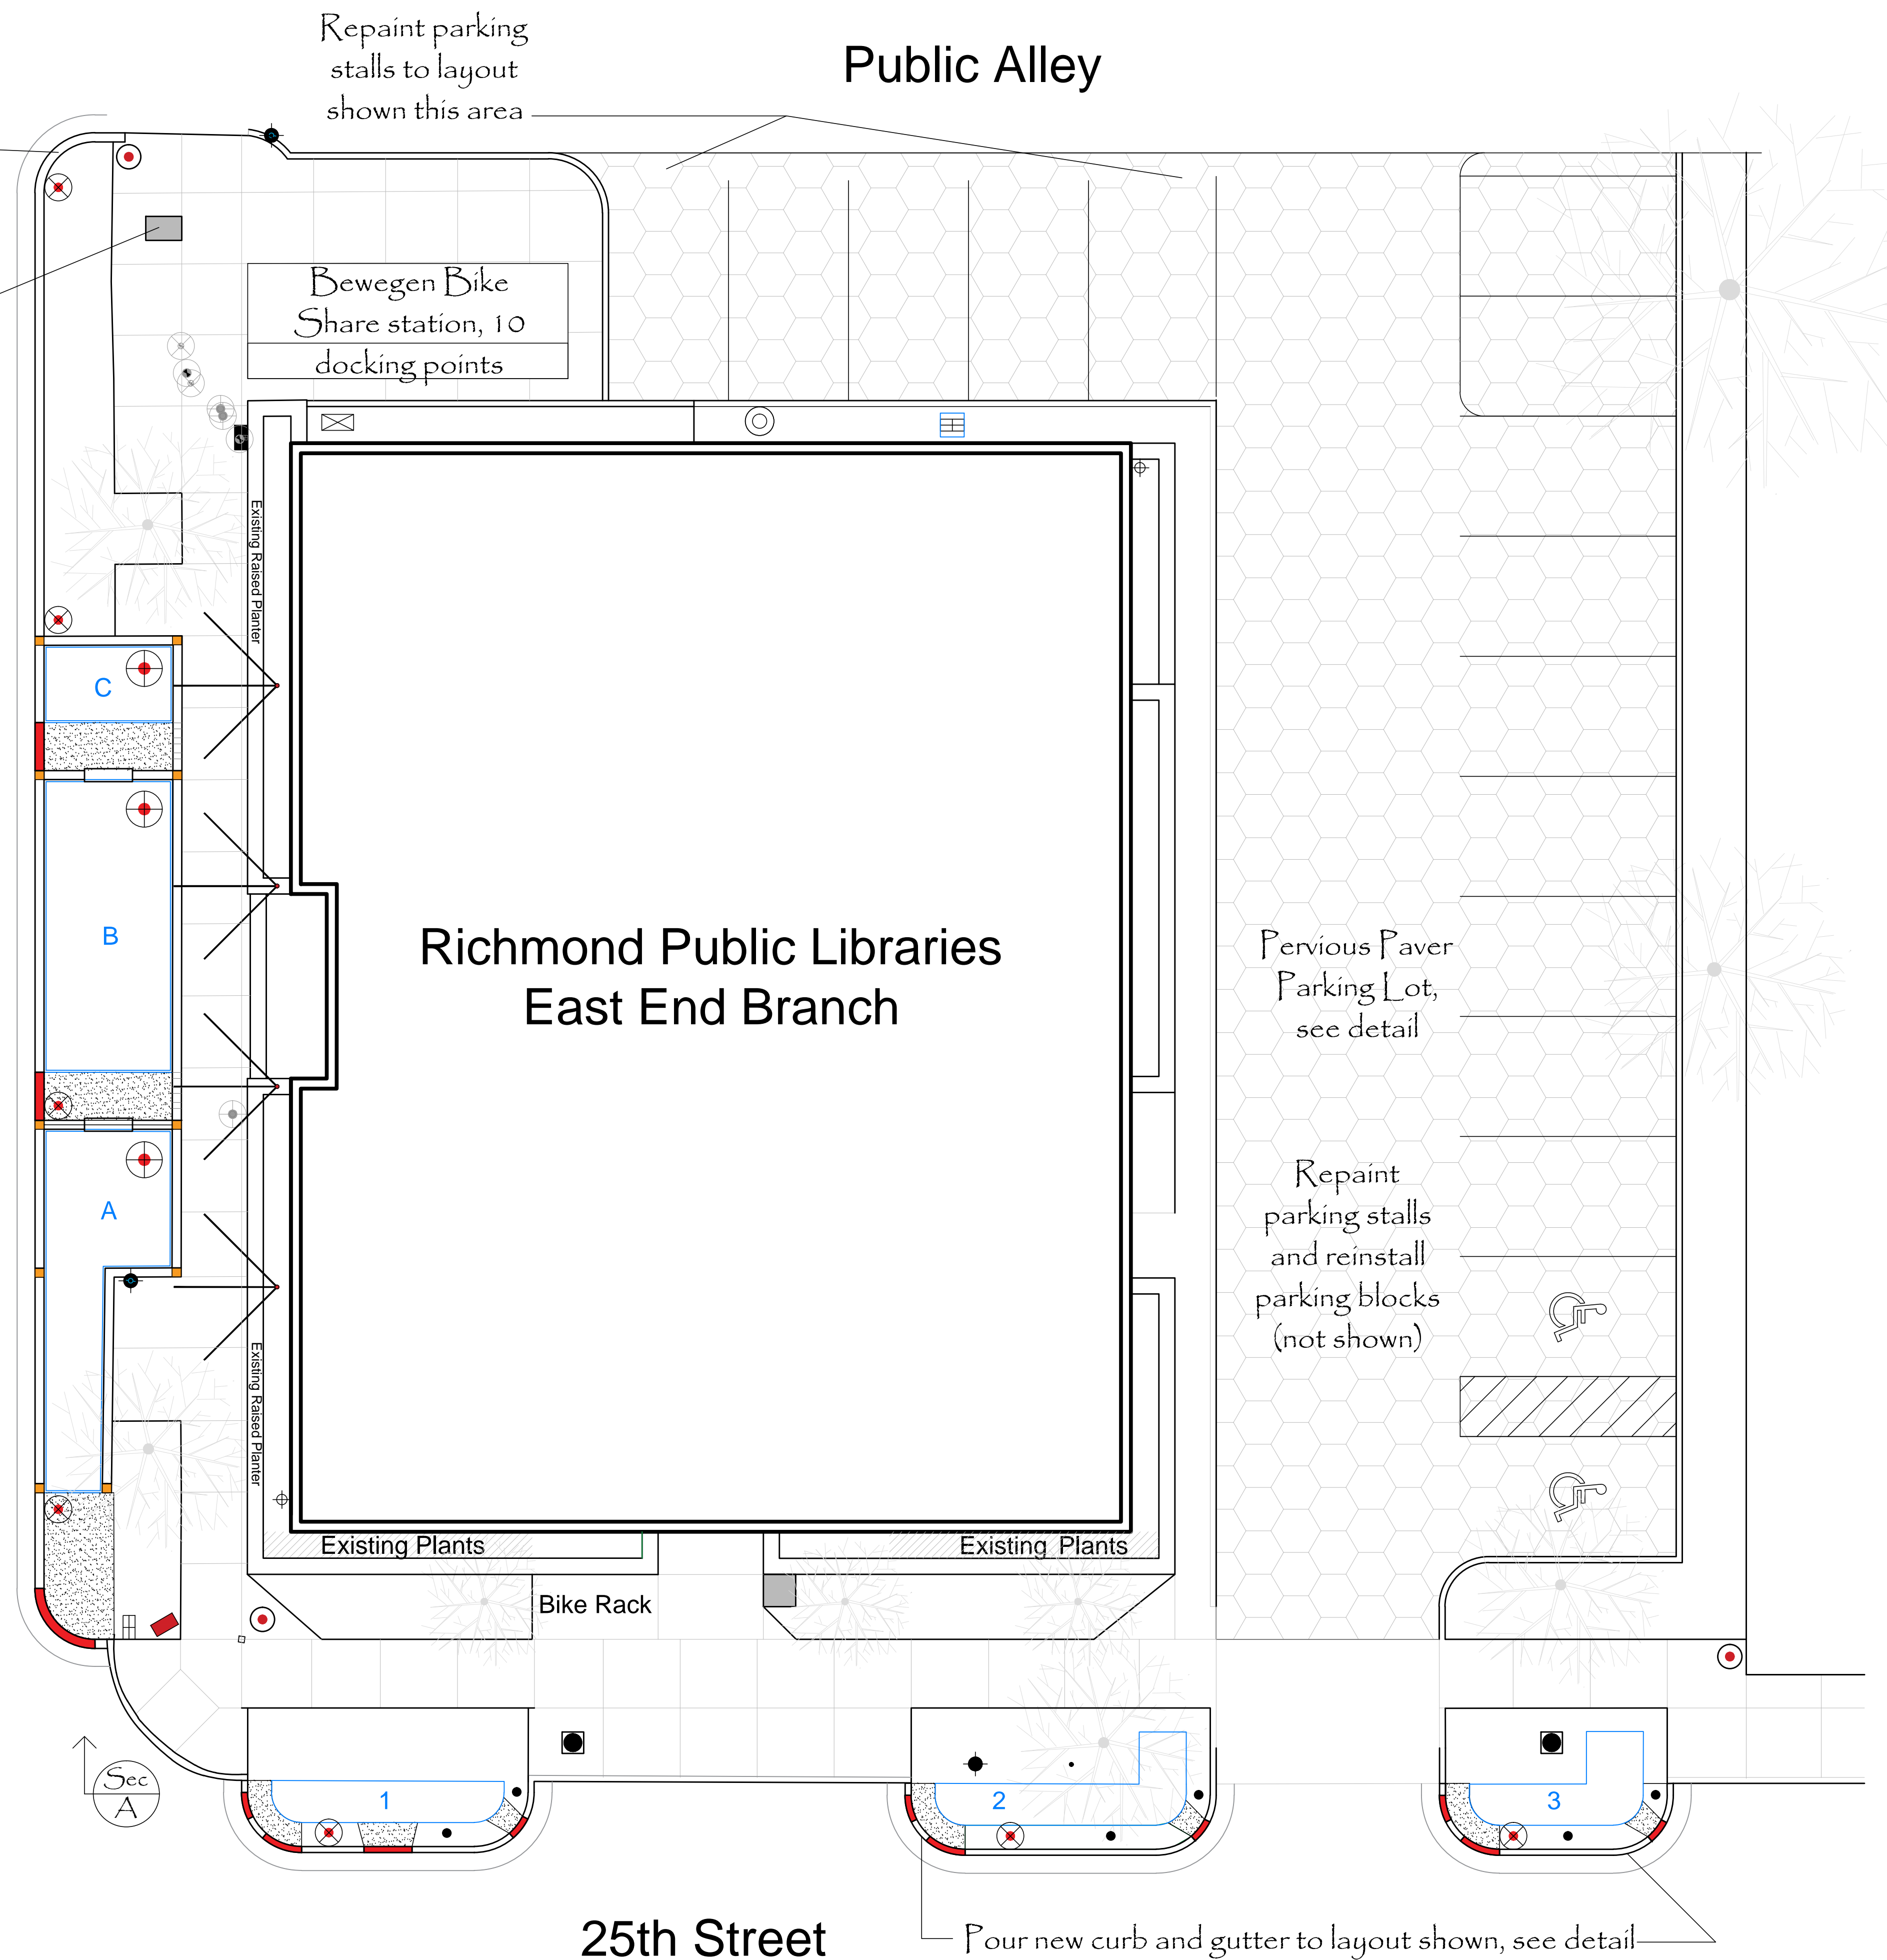 Repaint parking
stalls to layout
shown this area
Public Alley
Bewegen Bike
Share station, 10
docking points
Existing Raised Planter
C
B
A
Richmond Public Libraries
East End Branch
Pervious Paver
Parking Lot,
see detail
Repaint
parking stalls
and reinstall
parking blocks
(not shown)
Existing Raised Planter
Existing Plants
Existing Plants
Bike Rack
Sec
A
1
2
3
25th Street
Pour new curb and gutter to layout shown, see detail